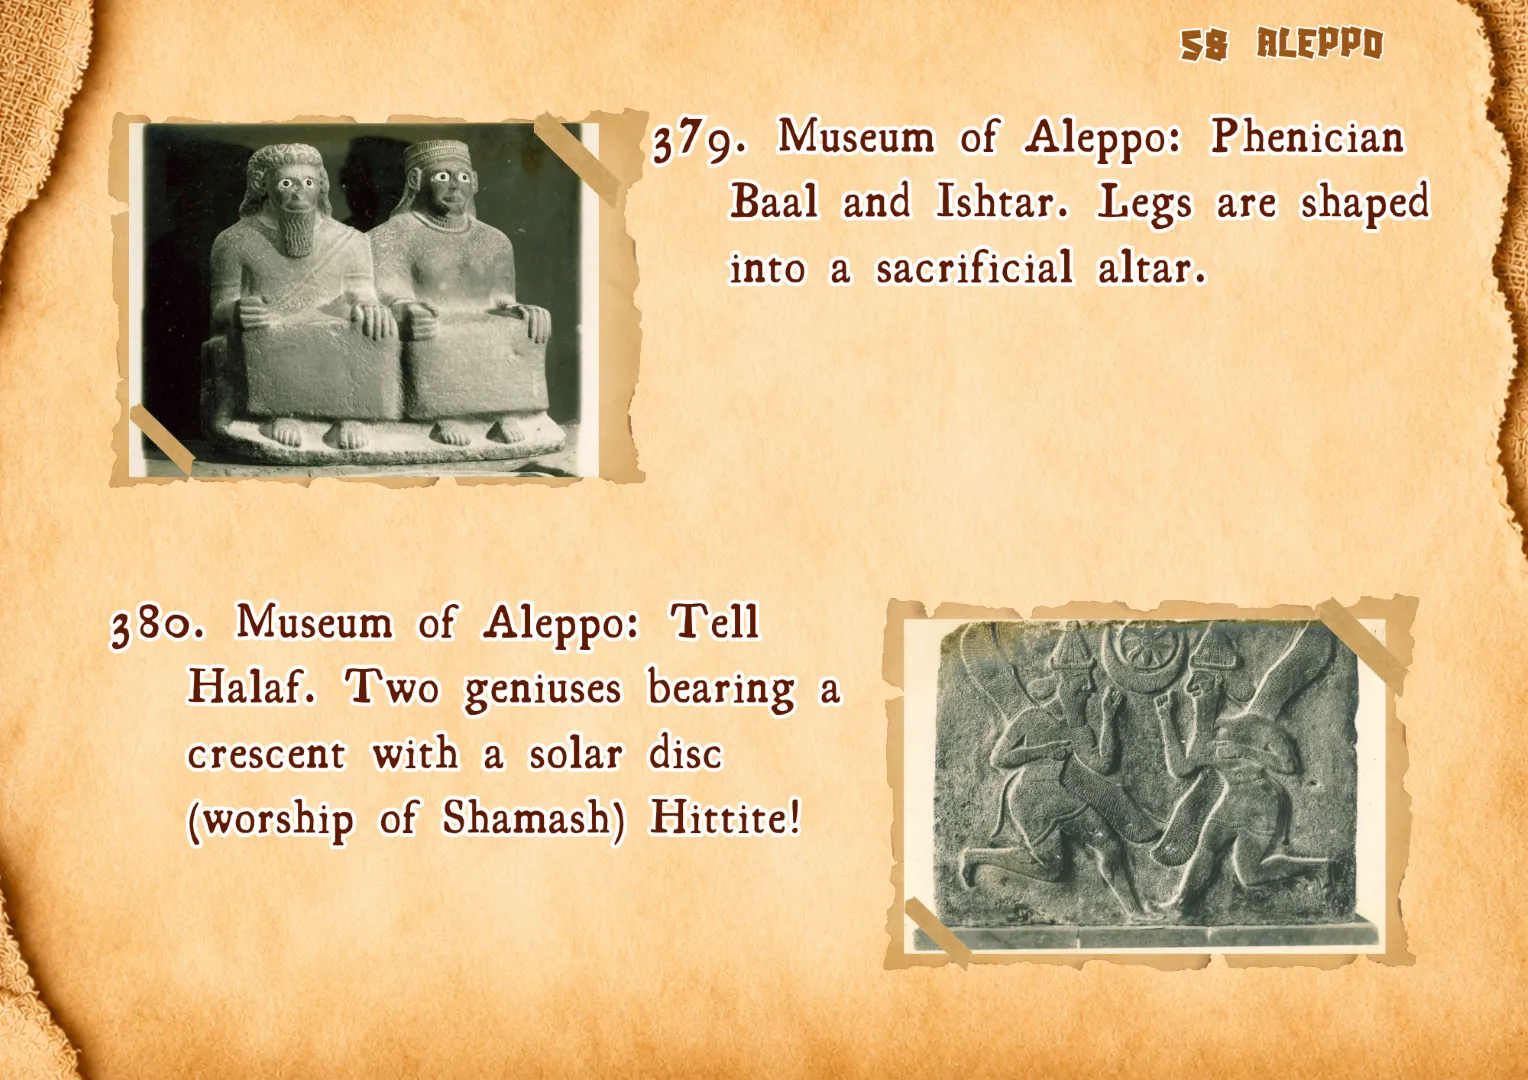 58 ALEPPO
379. Museum of Aleppo: Phenician
Baal and Ishtar. Legs are shaped
into a sacrificial altar.
380. Museum of Aleppo: Tell
Halaf. Two geniuses bearing a
crescent with a solar disc
(worship of Shamash) Hittite!